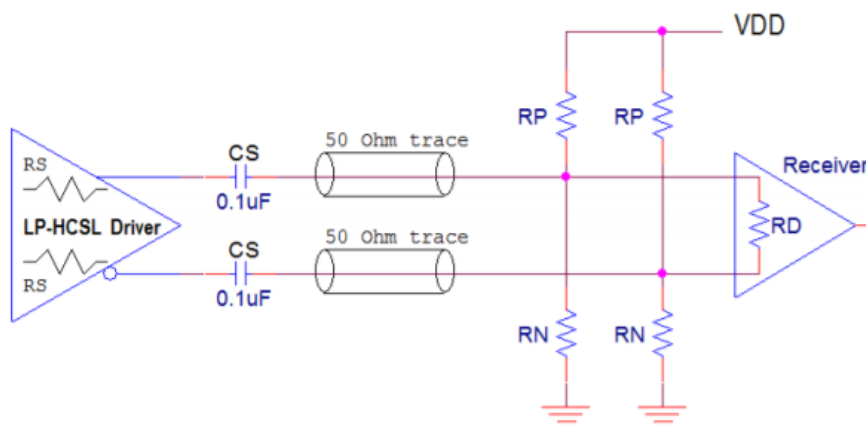 VDD
RP
RP
50 Ohm trace
CS
RS
Receiver
0.1uF
RD
LP-HCSL Driver
50 Ohm trace
CS
RS
0.1uF
RN
RN